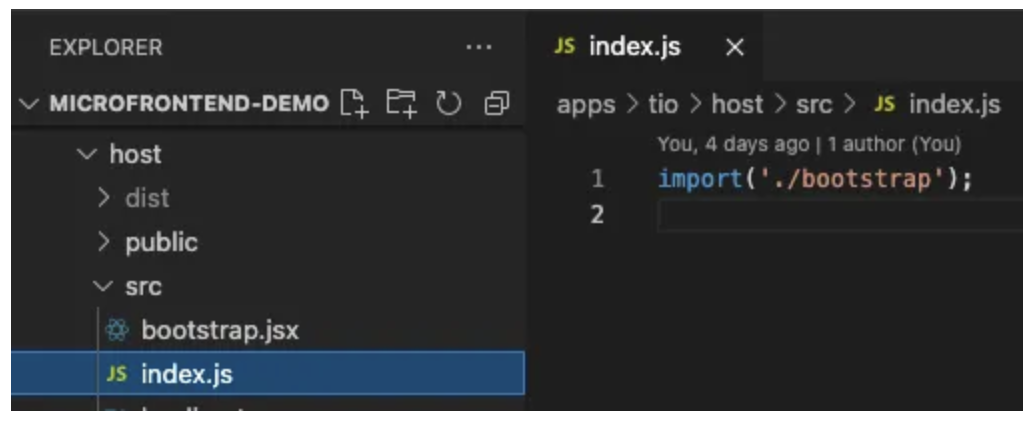 EXPLORER
MICROFRONTEND-DEMO
host
dist
public
src
bootstrap.jsx
JS index.js
JS index.js
apps > tio > host > src > JS index.js
You, 4 days ago | 1 author (You)
1 import('./bootstrap');
2